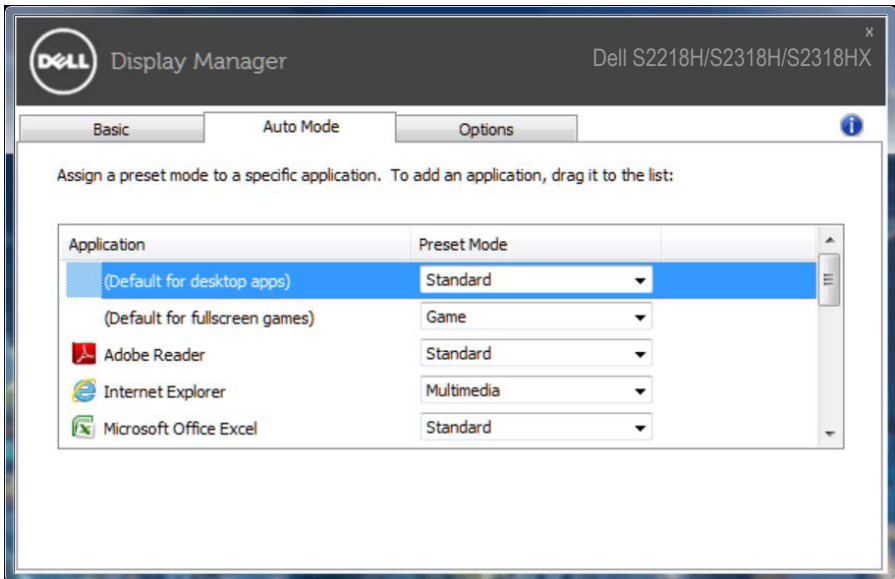 DELL Display Manager
x
Dell S2218H/S2318H/S2318HX
Basic Auto Mode Options
Assign a preset mode to a specific application. To add an application, drag it to the list:
Application Preset Mode
(Default for desktop apps) Standard
(Default for fullscreen games) Game
Adobe Reader Standard
Internet Explorer Multimedia
Microsoft Office Excel Standard